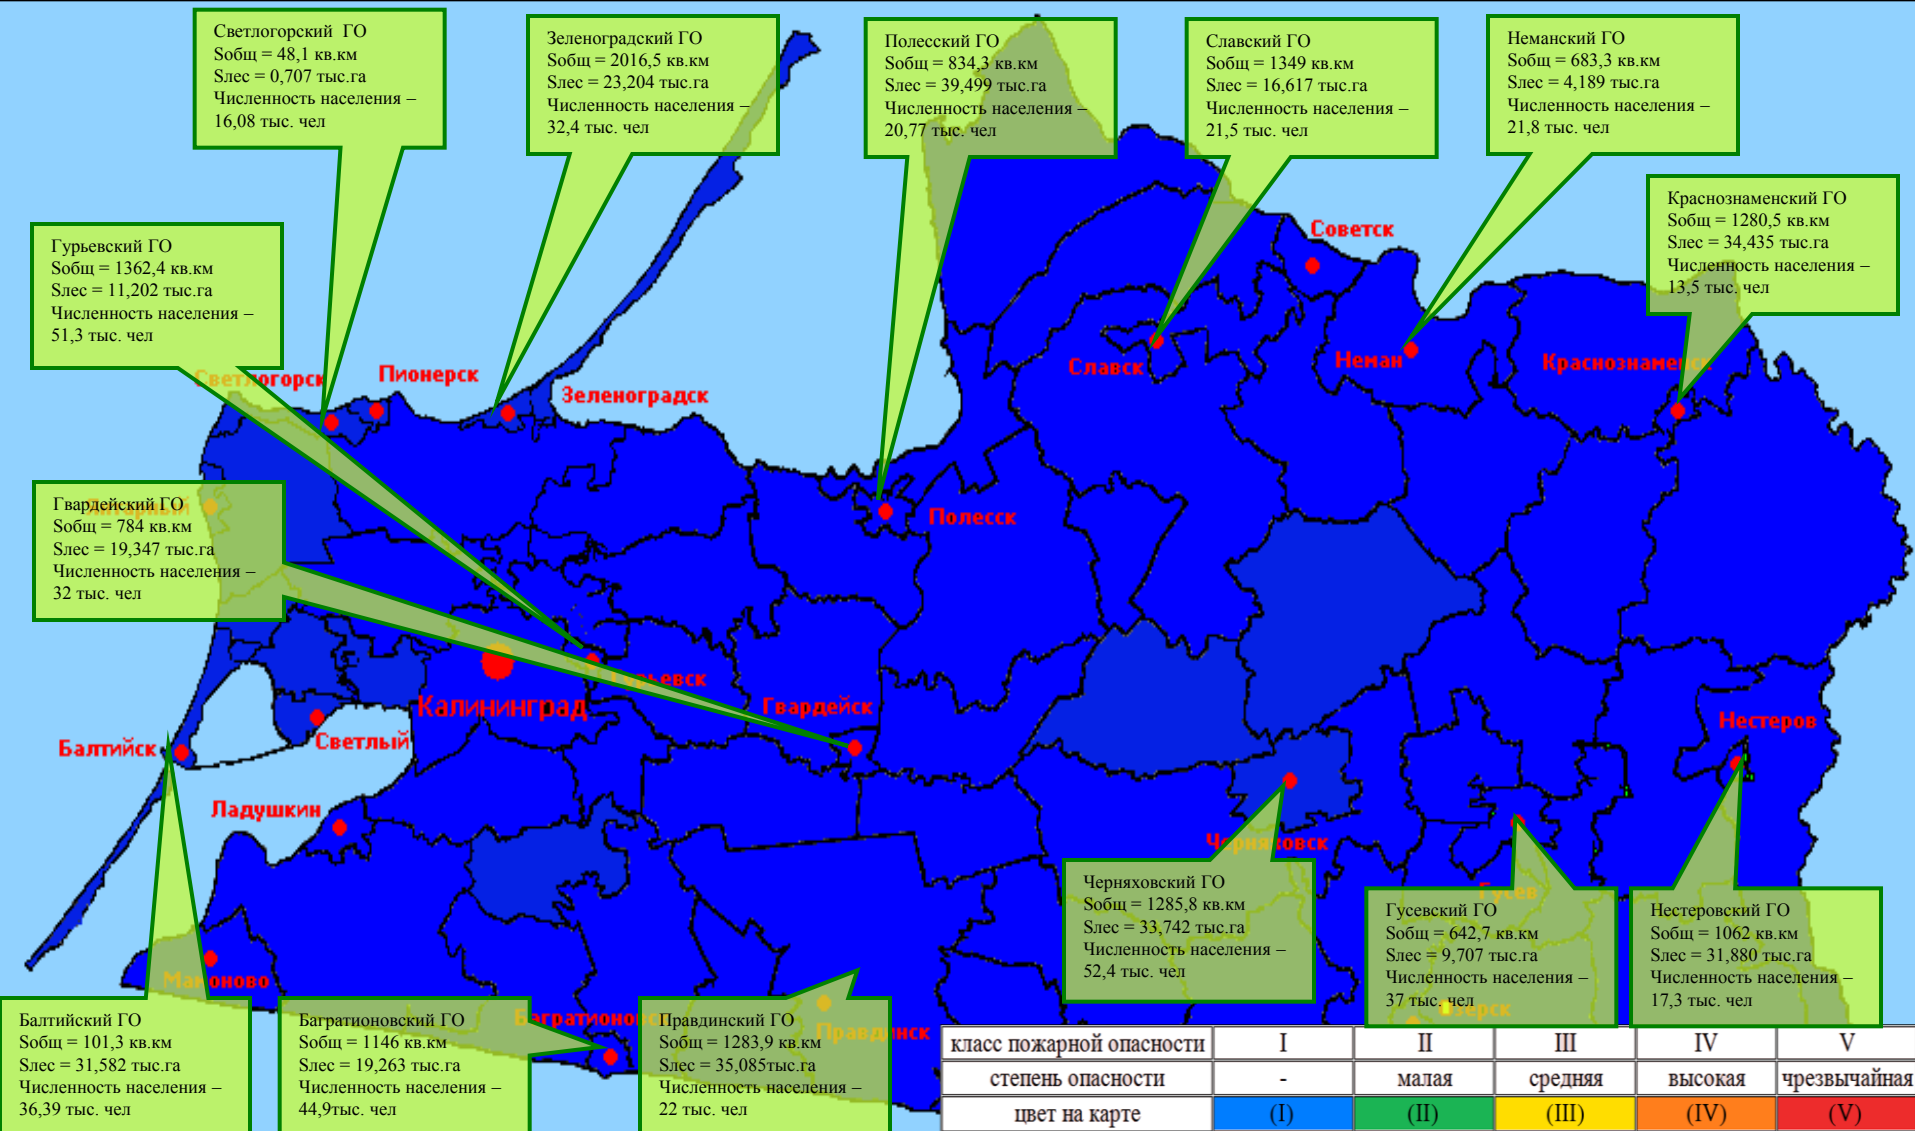 Светлогорский ГО
Sобщ = 48,1 кв.км
Sлес = 0,707 тыс.га
Численность населения –
16,08 тыс. чел
Зеленоградский ГО
Sобщ = 2016,5 кв.км
Sлес = 23,204 тыс.га
Численность населения –
32,4 тыс. чел
Полесский ГО
Sобщ = 834,3 кв.км
Sлес = 39,499 тыс.га
Численность населения –
20,77 тыс. чел
Славский ГО
Sобщ = 1349 кв.км
Sлес = 16,617 тыс.га
Численность населения –
21,5 тыс. чел
Неманский ГО
Sобщ = 683,3 кв.км
Sлес = 4,189 тыс.га
Численность населения –
21,8 тыс. чел
Краснознаменский ГО
Sобщ = 1280,5 кв.км
Sлес = 34,435 тыс.га
Численность населения –
13,5 тыс. чел
Гурьевский ГО
Sобщ = 1362,4 кв.км
Sлес = 11,202 тыс.га
Численность населения –
51,3 тыс. чел
Советск
Светлогорск
Пионерск
Зеленоградск
Славск
Неман
Краснознаменск
Гвардейский ГО
Sобщ = 784 кв.км
Sлес = 19,347 тыс.га
Численность населения –
32 тыс. чел
Полесск
Гурьевск
Калининград
Гвардейск
Нестеров
Балтийск
Светлый
Ладушкин
Черняховск
Гусев
Мамоново
Черняховский ГО
Sобщ = 1285,8 кв.км
Sлес = 33,742 тыс.га
Численность населения –
52,4 тыс. чел
Гусевский ГО
Sобщ = 642,7 кв.км
Sлес = 9,707 тыс.га
Численность населения –
37 тыс. чел
Нестеровский ГО
Sобщ = 1062 кв.км
Sлес = 31,880 тыс.га
Численность населения –
17,3 тыс. чел
Озерск
Багратионовск
Правдинск
Балтийский ГО
Sобщ = 101,3 кв.км
Sлес = 31,582 тыс.га
Численность населения –
36,39 тыс. чел
Багратионовский ГО
Sобщ = 1146 кв.км
Sлес = 19,263 тыс.га
Численность населения –
44,9тыс. чел
Правдинский ГО
Sобщ = 1283,9 кв.км
Sлес = 35,085тыс.га
Численность населения –
22 тыс. чел
класс пожарной опасности I II III IV V
степень опасности - малая средняя высокая чрезвычайная
цвет на карте (I) (II) (III) (IV) (V)